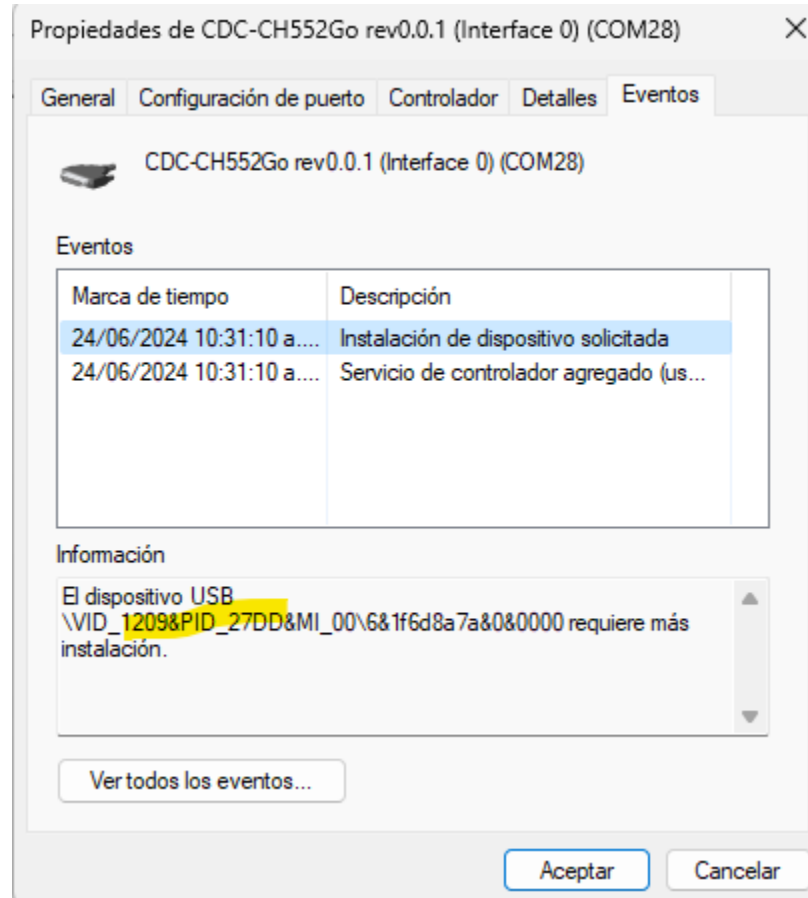 Propiedades de CDC-CH552Go rev0.0.1 (Interface 0) (COM28)
General Configuración de puerto Controlador Detalles Eventos
CDC-CH552Go rev0.0.1 (Interface 0) (COM28)
Eventos
Marca de tiempo Descripción
24/06/2024 10:31:10 a.... Instalación de dispositivo solicitada
24/06/2024 10:31:10 a.... Servicio de controlador agregado (us...
Información
El dispositivo USB
\VID_1209&PID_27DD&MI_00\6&1f6d8a7a&0&0000 requiere más
instalación.
Ver todos los eventos...
Aceptar Cancelar